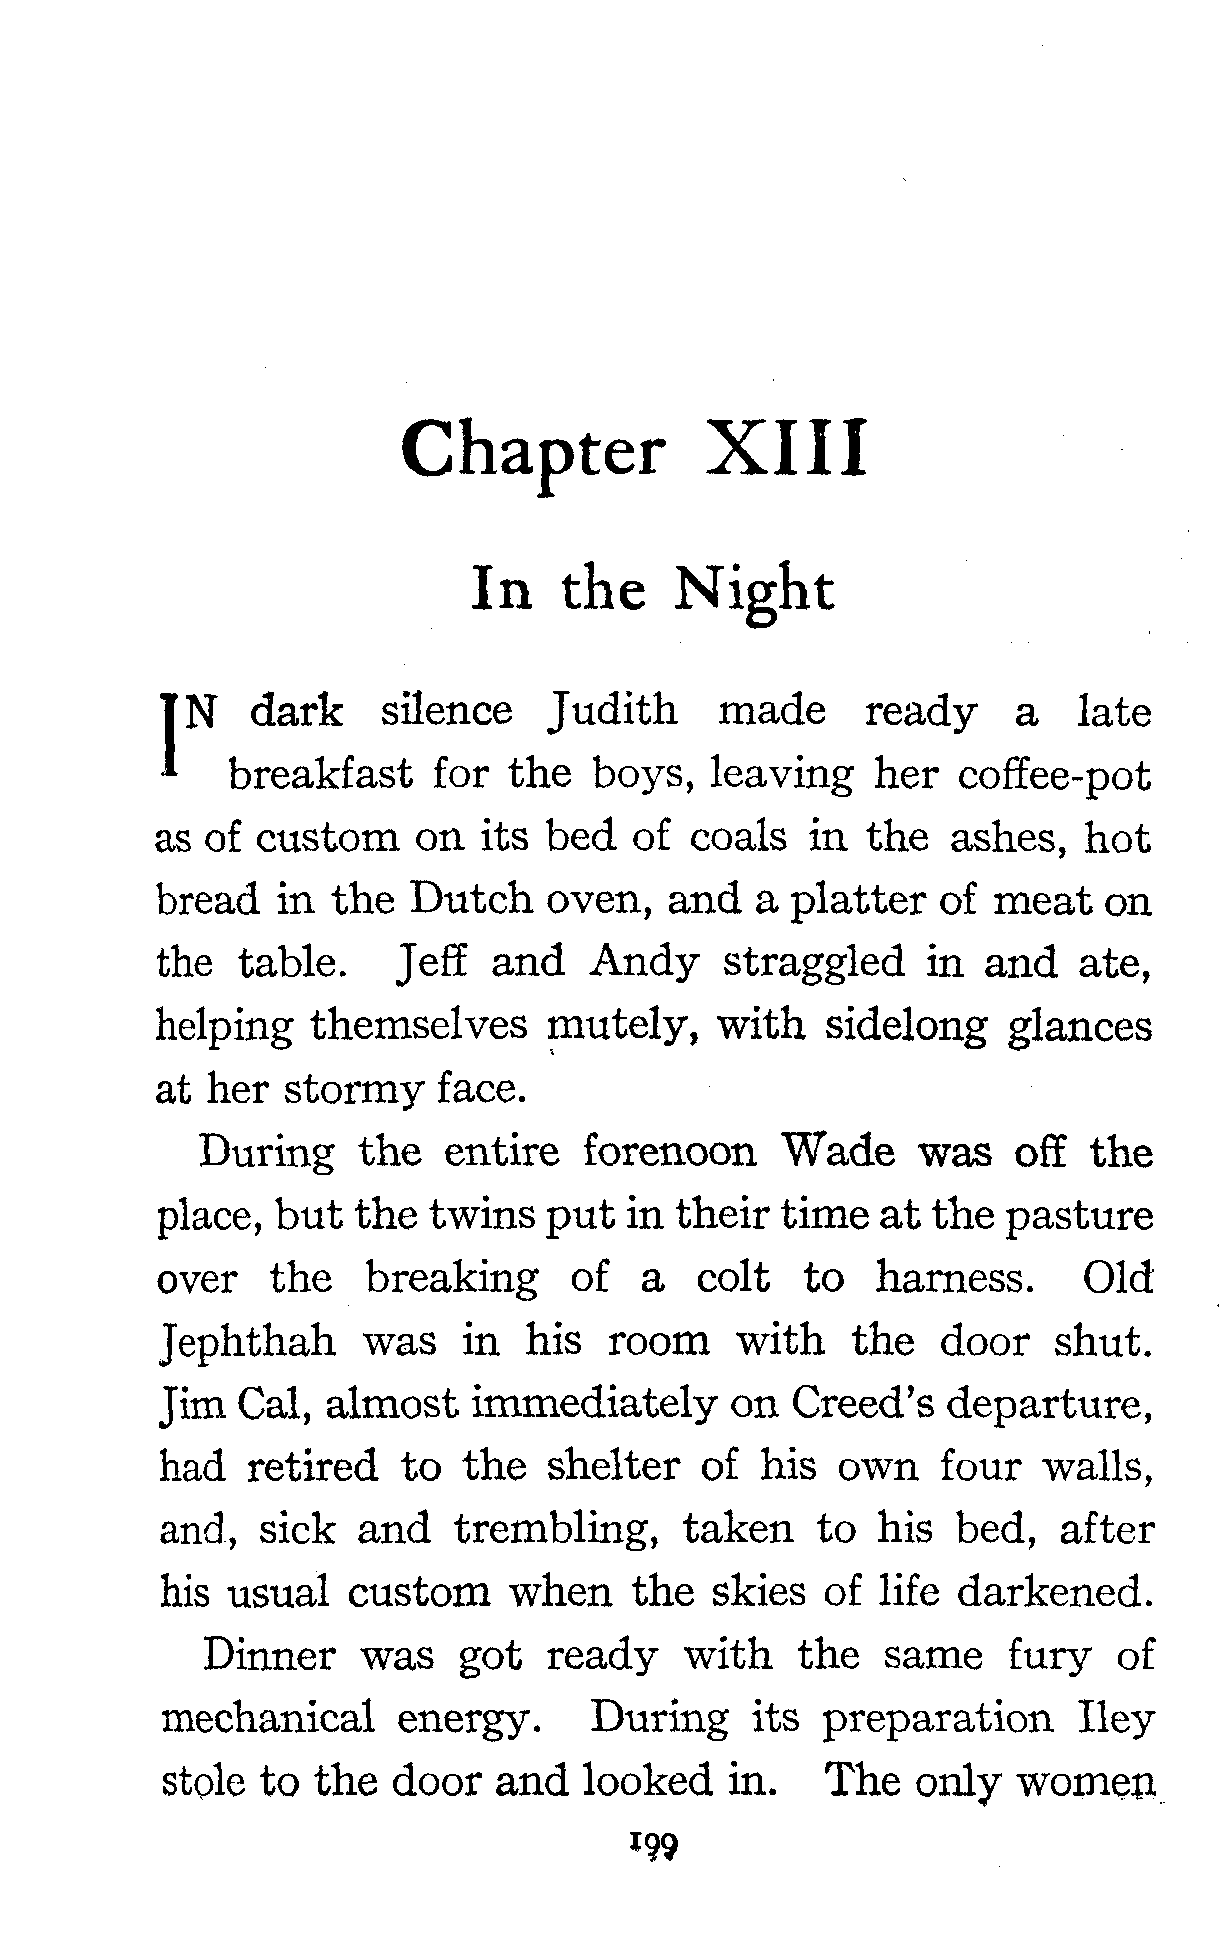 Chapter XIII
In the Night
IN dark silence Judith made ready a late
breakfast for the boys, leaving her coffee-pot
as of custom on its bed of coals in the ashes, hot
bread in the Dutch oven, and a platter of meat on
the table. Jeff and Andy straggled in and ate,
helping themselves mutely, with sidelong glances
at her stormy face.
During the entire forenoon Wade was off the
place, but the twins put in their time at the pasture
over the breaking of a colt to harness. Old
Jephthah was in his room with the door shut.
Jim Cal, almost immediately on Creed's departure,
had retired to the shelter of his own four walls,
and, sick and trembling, taken to his bed, after
his usual custom when the skies of life darkened.
Dinner was got ready with the same fury of
mechanical energy. During its preparation Iley
stole to the door and looked in. The only women
199